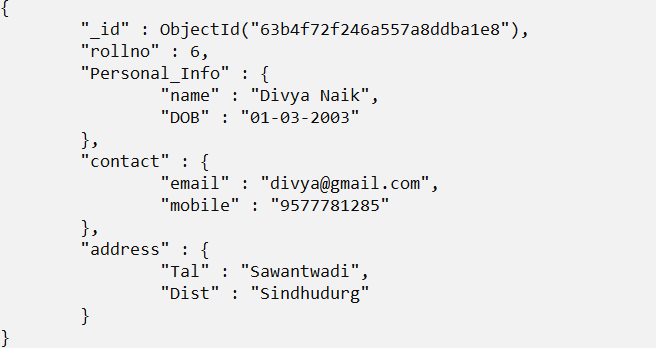 {
"_id" : ObjectId("63b4f72f246a557a8ddba1e8"),
"rollno" : 6,
"Personal_Info" : {
"name" : "Divya Naik",
"DOB" : "01-03-2003"
},
"contact" : {
"email" : "divya@gmail.com",
"mobile" : "9577781285"
},
"address" : {
"Tal" : "Sawantwadi",
"Dist" : "Sindhudurg"
}
}